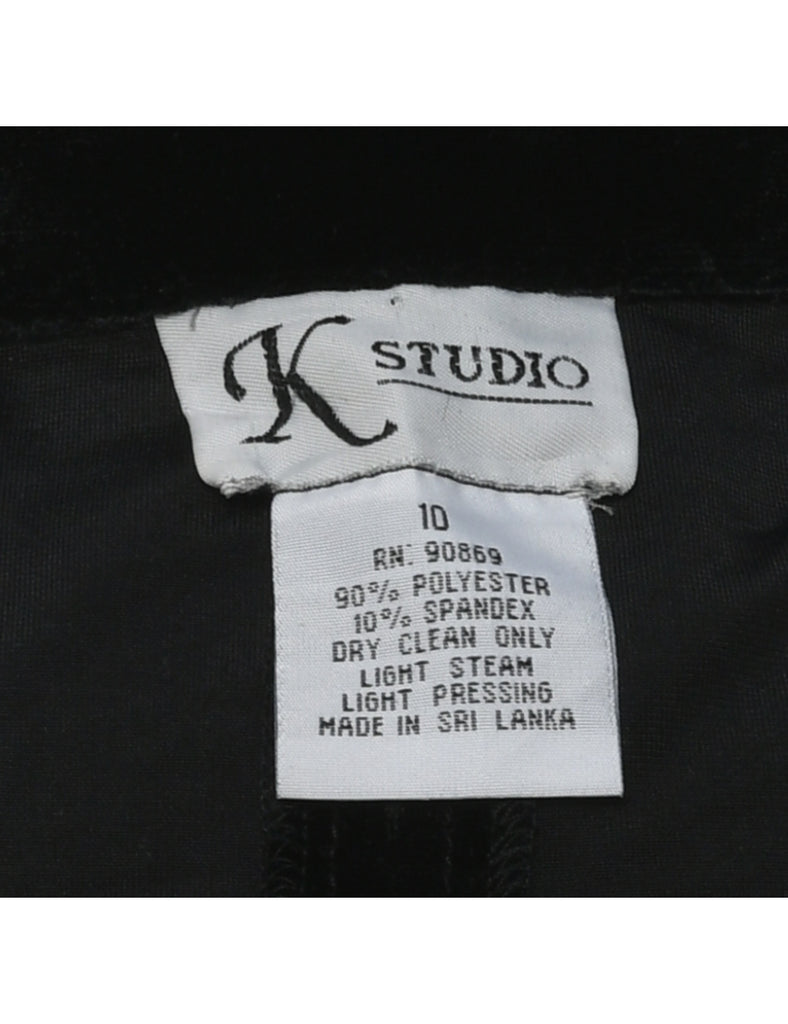 K STUDIO
10
RN: 90869
90% POLYESTER
10% SPANDEX
DRY CLEAN ONLY
LIGHT STEAM
LIGHT PRESSING
MADE IN SRI LANKA